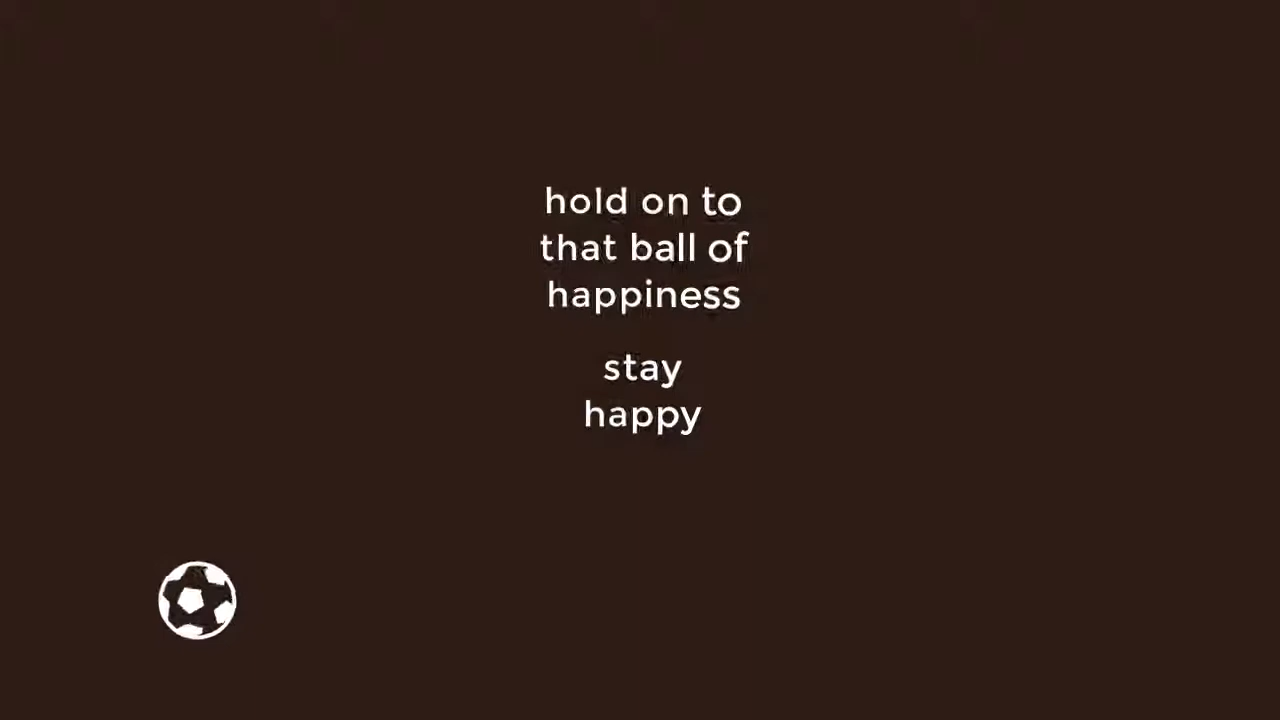 hold on to
that ball of
happiness
stay
happy